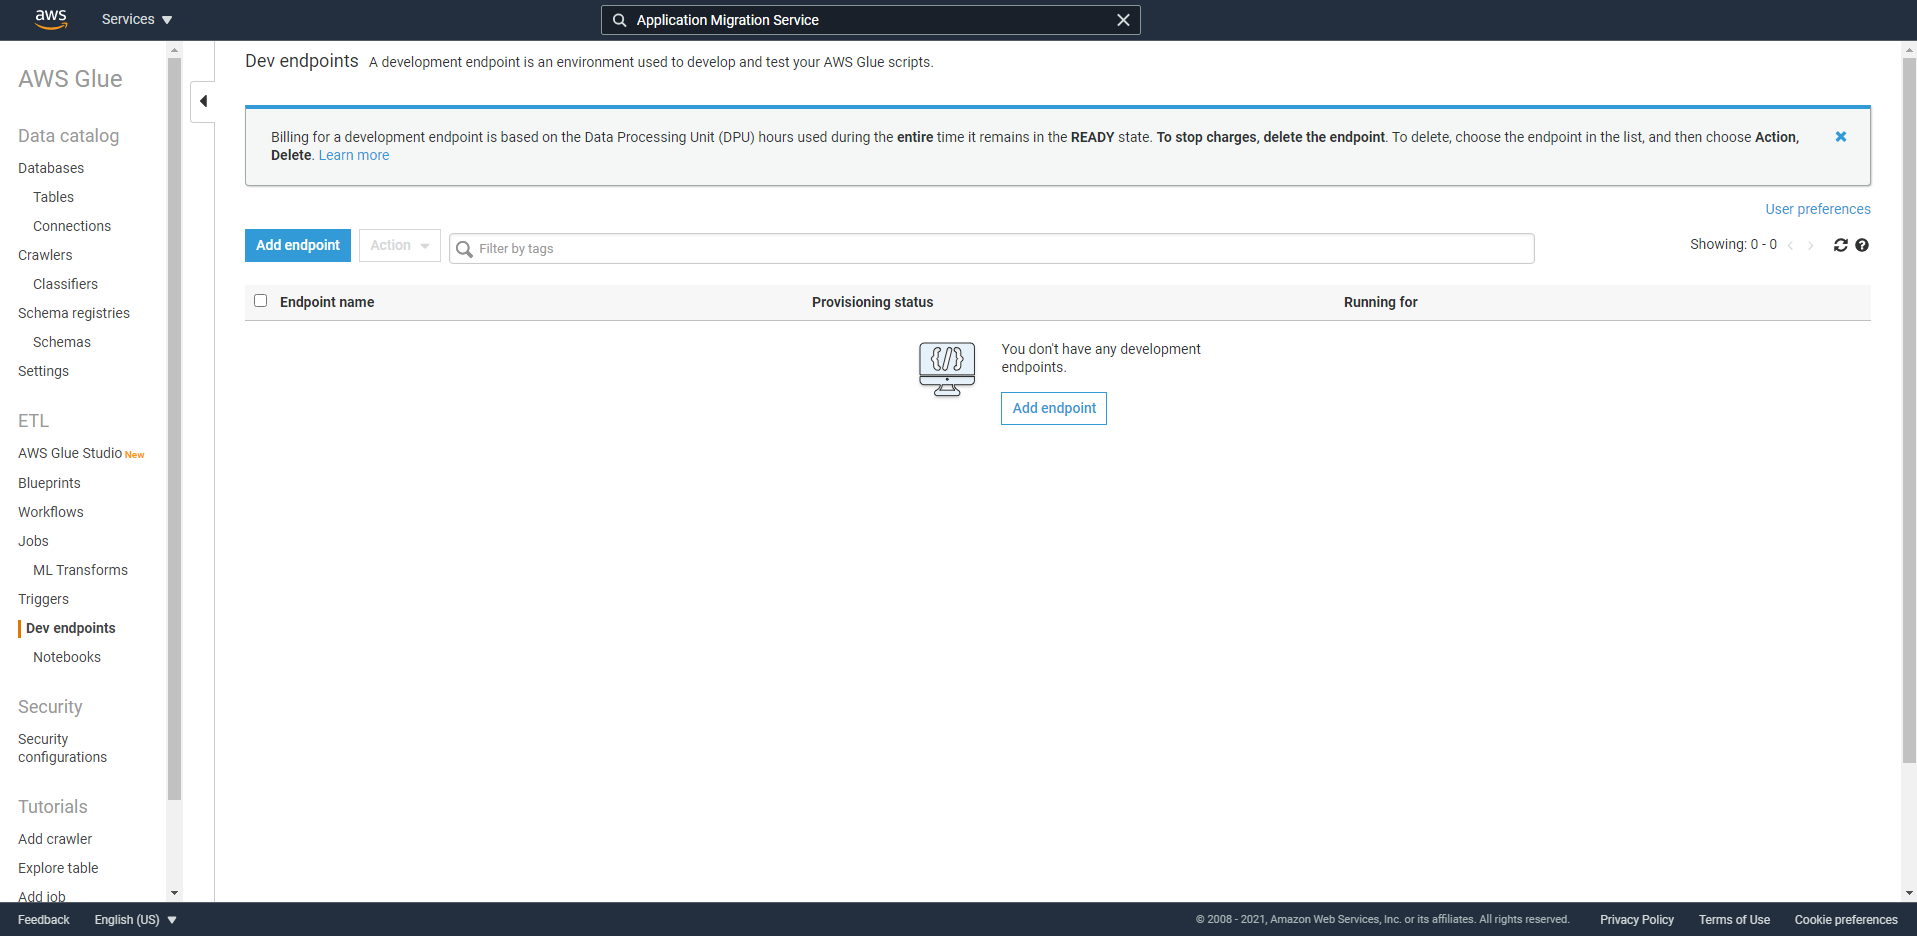 aws
Services
Application Migration Service
AWS Glue
Data catalog
Databases
Tables
Connections
Crawlers
Classifiers
Schema registries
Schemas
Settings
ETL
AWS Glue Studio New
Blueprints
Workflows
Jobs
ML Transforms
Triggers
Dev endpoints
Notebooks
Security
Security
configurations
Tutorials
Add crawler
Explore table
Add job
Dev endpoints A development endpoint is an environment used to develop and test your AWS Glue scripts.
Billing for a development endpoint is based on the Data Processing Unit (DPU) hours used during the entire time it remains in the READY state. To stop charges, delete the endpoint. To delete, choose the endpoint in the list, and then choose Action,
Delete. Learn more
User preferences
Add endpoint Action Filter by tags Showing: 0 - 0
Endpoint name Provisioning status Running for
You don't have any development
endpoints.
Add endpoint
Feedback English (US) © 2008 - 2021, Amazon Web Services, Inc. or its affiliates. All rights reserved. Privacy Policy Terms of Use Cookie preferences